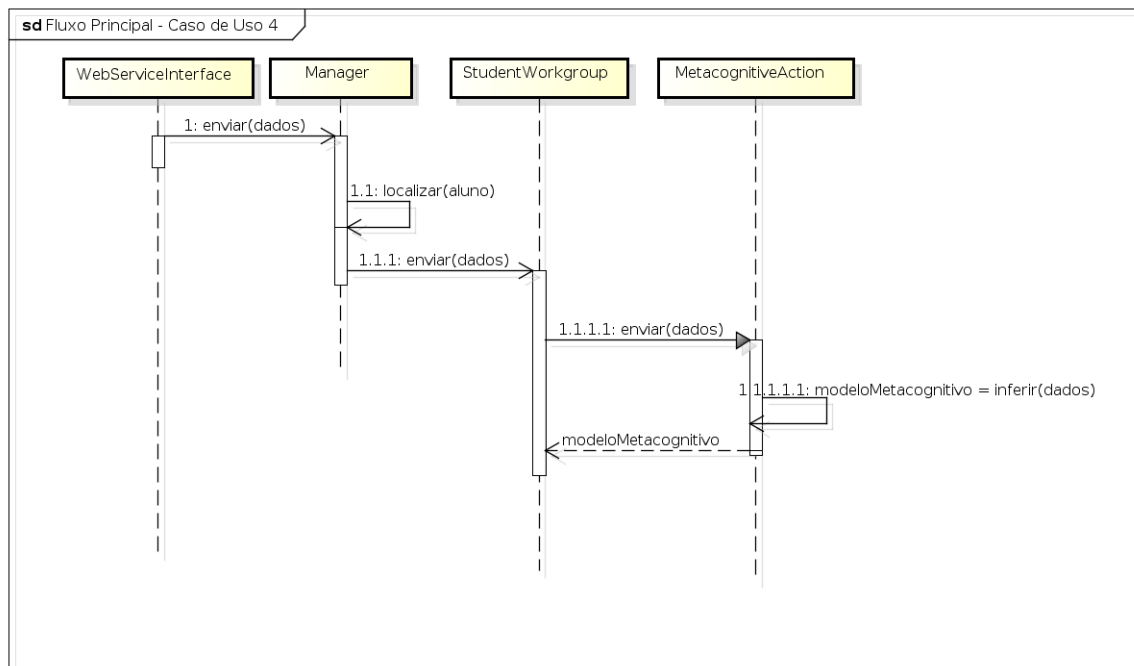 sd Fluxo Principal - Caso de Uso 4
WebServiceInterface
Manager
StudentWorkgroup
MetacognitiveAction
1: enviar(dados)
1.1: localizar(aluno)
1.1.1: enviar(dados)
1.1.1.1: enviar(dados)
1.1.1.1.1: modeloMetacognitivo = inferir(dados)
modeloMetacognitivo